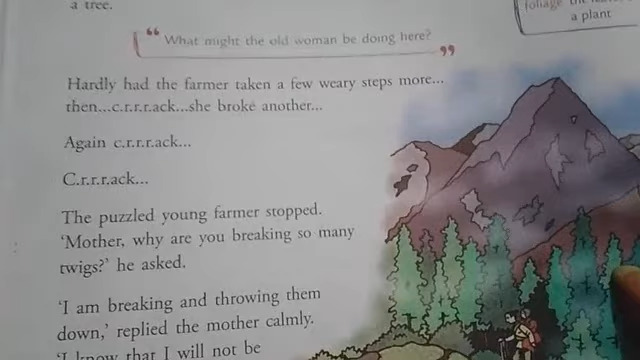 a tree.
foliage the
a plant
"What might the old woman be doing here?"
Hardly had the farmer taken a few weary steps more...
then...c.r.r.r.ack...she broke another...
Again c.r.r.r.ack...
C.r.r.r.ack...
The puzzled young farmer stopped.
'Mother, why are you breaking so many
twigs?' he asked.
'I am breaking and throwing them
down,' replied the mother calmly.
'I know that I will not be